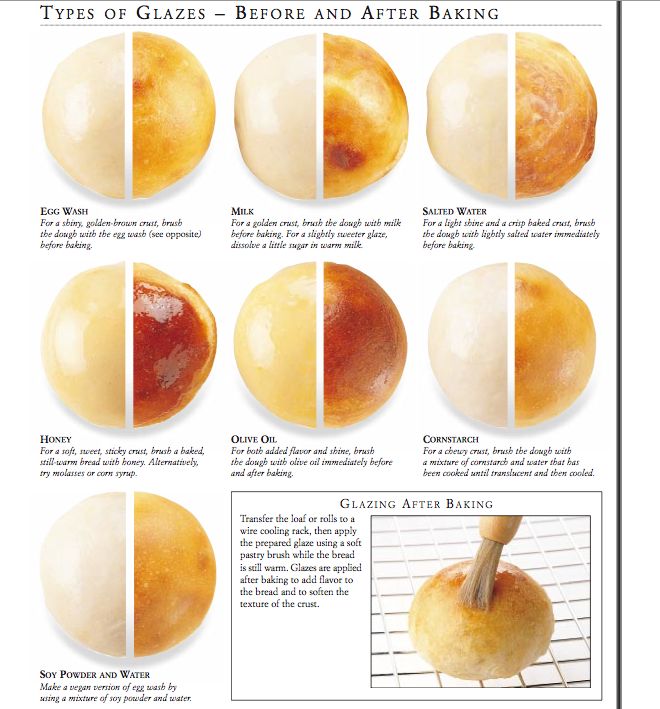 TYPES OF GLAZES – BEFORE AND AFTER BAKING
EGG WASH
For a shiny, golden-brown crust, brush
the dough with the egg wash (see opposite)
before baking.
MILK
For a golden crust, brush the dough with milk
before baking. For a slightly sweeter glaze,
dissolve a little sugar in warm milk.
SALTED WATER
For a light shine and a crisp baked crust, brush
the dough with lightly salted water immediately
before baking.
HONEY
For a soft, sweet, sticky crust, brush a baked,
still-warm bread with honey. Alternatively,
try molasses or corn syrup.
OLIVE OIL
For both added flavor and shine, brush
the dough with olive oil immediately before
and after baking.
CORNSTARCH
For a chewy crust, brush the dough with
a mixture of cornstarch and water that has
been cooked until translucent and then cooled.
SOY POWDER AND WATER
Make a vegan version of egg wash by
using a mixture of soy powder and water.
GLAZING AFTER BAKING
Transfer the loaf or rolls to a
wire cooling rack, then apply
the prepared glaze using a soft
pastry brush while the bread
is still warm. Glazes are applied
after baking to add flavor to
the bread and to soften the
texture of the crust.